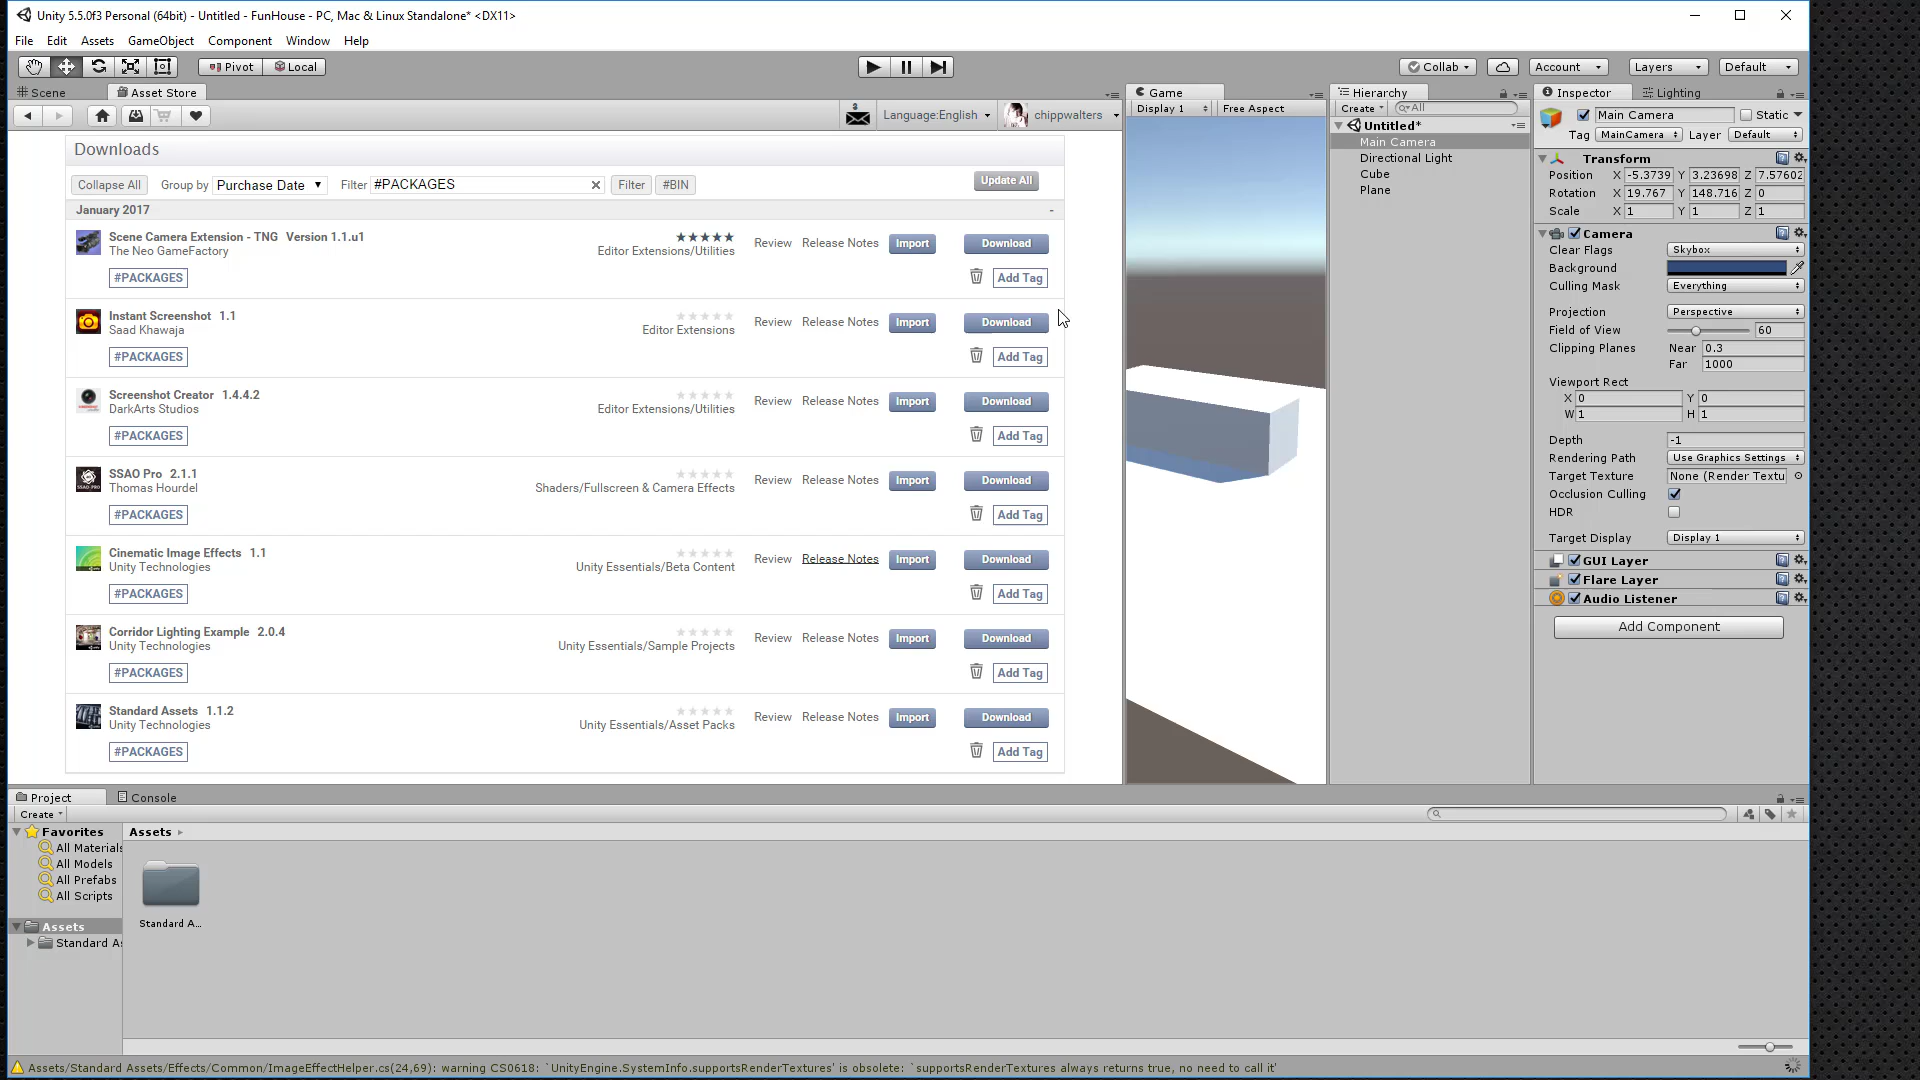 Unity 5.5.0f3 Personal (64bit) - Untitled - FunHouse - PC, Mac & Linux Standalone* <DX11>
File Edit Assets GameObject Component Window Help
Pivot Local Collab Account Layers Default
Scene Asset Store
Language:English chippwalters
Downloads
Collapse All Group by Purchase Date Filter #PACKAGES Filter #BIN Update All
January 2017 -
Scene Camera Extension - TNG Version 1.1.u1
The Neo GameFactory
Editor Extensions/Utilities
Review Release Notes Import Download
#PACKAGES Add Tag
Instant Screenshot 1.1
Saad Khawaja
Editor Extensions
Review Release Notes Import Download
#PACKAGES Add Tag
Screenshot Creator 1.4.4.2
DarkArts Studios
Editor Extensions/Utilities
Review Release Notes Import Download
#PACKAGES Add Tag
SSAO Pro 2.1.1
Thomas Hourdel
Shaders/Fullscreen & Camera Effects
Review Release Notes Import Download
#PACKAGES Add Tag
Cinematic Image Effects 1.1
Unity Technologies
Unity Essentials/Beta Content
Review Release Notes Import Download
#PACKAGES Add Tag
Corridor Lighting Example 2.0.4
Unity Technologies
Unity Essentials/Sample Projects
Review Release Notes Import Download
#PACKAGES Add Tag
Standard Assets 1.1.2
Unity Technologies
Unity Essentials/Asset Packs
Review Release Notes Import Download
#PACKAGES Add Tag
Game
Display 1 Free Aspect
Hierarchy
Create All
Untitled*
Main Camera
Directional Light
Cube
Plane
Inspector Lighting
Main Camera Static
Tag MainCamera Layer Default
Transform
Position X -5.3739 Y 3.23698 Z 7.57602
Rotation X 19.767 Y 148.716 Z 0
Scale X 1 Y 1 Z 1
Camera
Clear Flags Skybox
Background
Culling Mask Everything
Projection Perspective
Field of View 60
Clipping Planes Near 0.3
Far 1000
Viewport Rect
X 0 Y 0
W 1 H 1
Depth -1
Rendering Path Use Graphics Settings
Target Texture None (Render Textu
Occlusion Culling
HDR
Target Display Display 1
GUI Layer
Flare Layer
Audio Listener
Add Component
Project Console
Create
Favorites
All Materials
All Models
All Prefabs
All Scripts
Assets
Standard As
Assets
Standard A...
Assets/Standard Assets/Effects/Common/ImageEffectHelper.cs(24,69): warning CS0618: `UnityEngine.SystemInfo.supportsRenderTextures' is obsolete: `supportsRenderTextures always returns true, no need to call it'